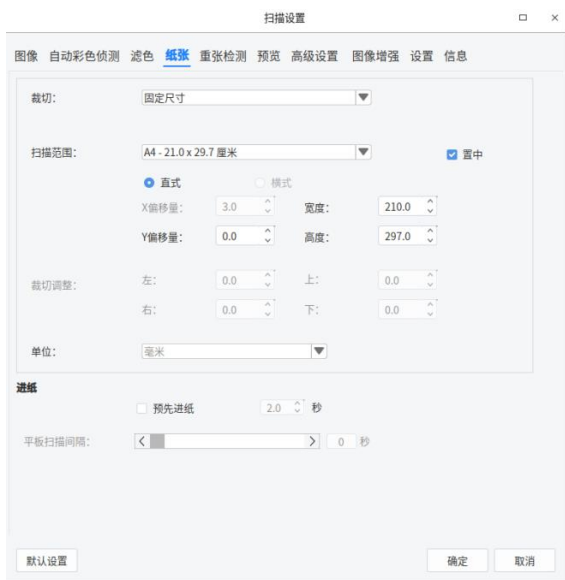 扫描设置
图像 自动彩色侦测 滤色 纸张 重张检测 预览 高级设置 图像增强 设置 信息
裁切： 固定尺寸
扫描范围： A4 - 21.0 x 29.7 厘米 置中
直式 横式
X偏移量： 3.0 宽度： 210.0
Y偏移量： 0.0 高度： 297.0
裁切调整： 左： 0.0 上： 0.0
右： 0.0 下： 0.0
单位： 毫米
进纸
预先进纸 2.0 秒
平板扫描间隔： 0 秒
默认设置 确定 取消